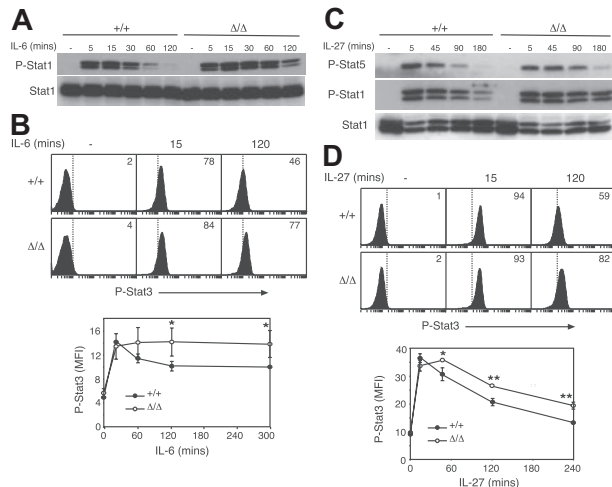 A
+/+
Δ/Δ
IL-6 (mins)
- 5 15 30 60 120 - 5 15 30 60 120
P-Stat1
Stat1
B
IL-6 (mins)
- 15 120
+/+
2 78 46
Δ/Δ
4 84 77
P-Stat3
P-Stat3 (MFI)
16
12
8
4
0
* *
+/+
Δ/Δ
0 60 120 180 240 300
IL-6 (mins)
C
+/+
Δ/Δ
IL-27 (mins)
- 5 45 90 180 - 5 45 90 180
P-Stat5
P-Stat1
Stat1
D
IL-27 (mins)
- 15 120
+/+
1 94 59
Δ/Δ
2 93 82
P-Stat3
P-Stat3 (MFI)
40
30
20
10
0
* ** **
+/+
Δ/Δ
0 60 120 180 240
IL-27 (mins)